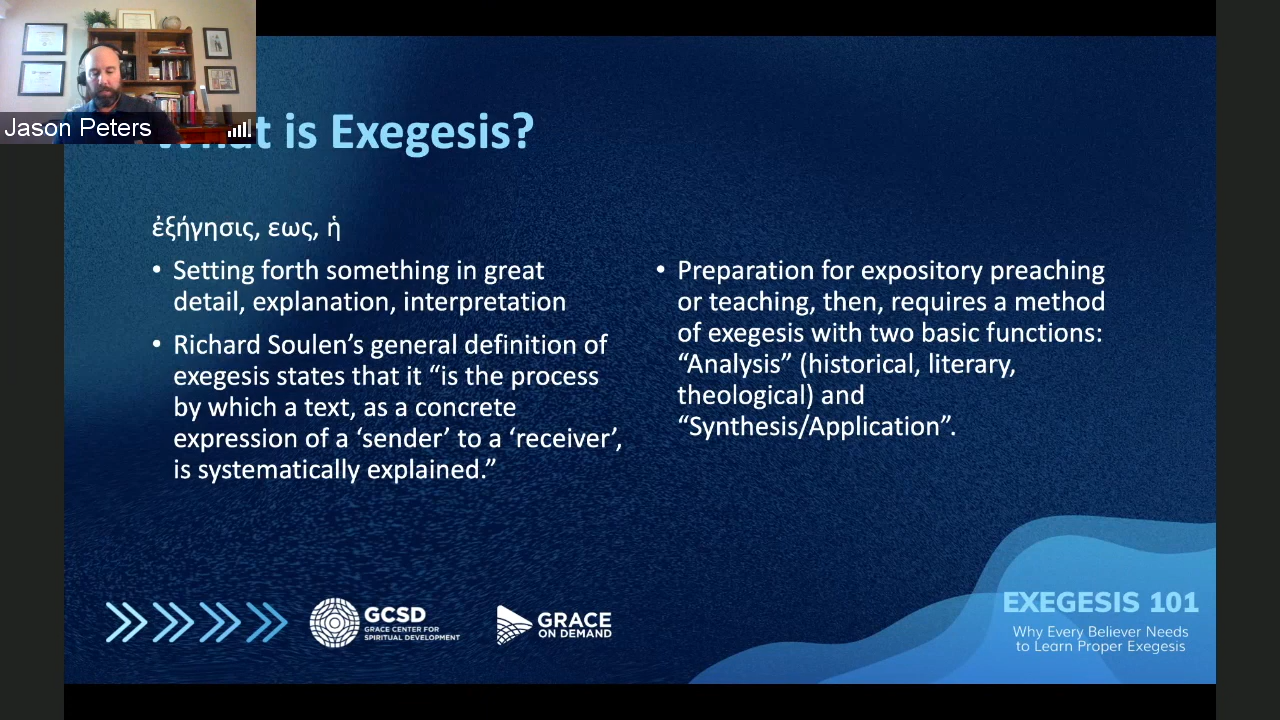 Jason Peters
What is Exegesis?
ἐξήγησις, εως, ἡ
• Setting forth something in great
detail, explanation, interpretation
• Richard Soulen’s general definition of
exegesis states that it “is the process
by which a text, as a concrete
expression of a ‘sender’ to a ‘receiver’,
is systematically explained.”
• Preparation for expository preaching
or teaching, then, requires a method
of exegesis with two basic functions:
“Analysis” (historical, literary,
theological) and
“Synthesis/Application”.
GCSD
GRACE CENTER FOR
SPIRITUAL DEVELOPMENT
GRACE
ON DEMAND
EXEGESIS 101
Why Every Believer Needs
to Learn Proper Exegesis